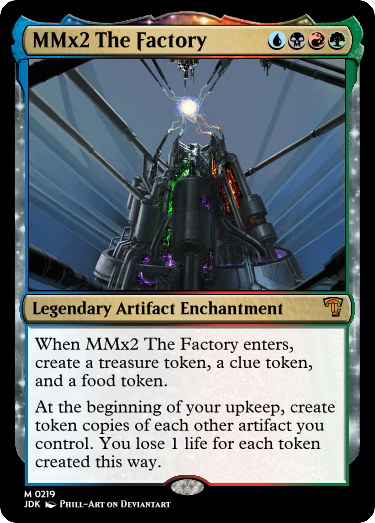 MMx2 The Factory
Legendary Artifact Enchantment
When MMx2 The Factory enters,
create a treasure token, a clue token,
and a food token.
At the beginning of your upkeep, create
token copies of each other artifact you
control. You lose 1 life for each token
created this way.
M 0219
JDK Phill-Art on Deviantart